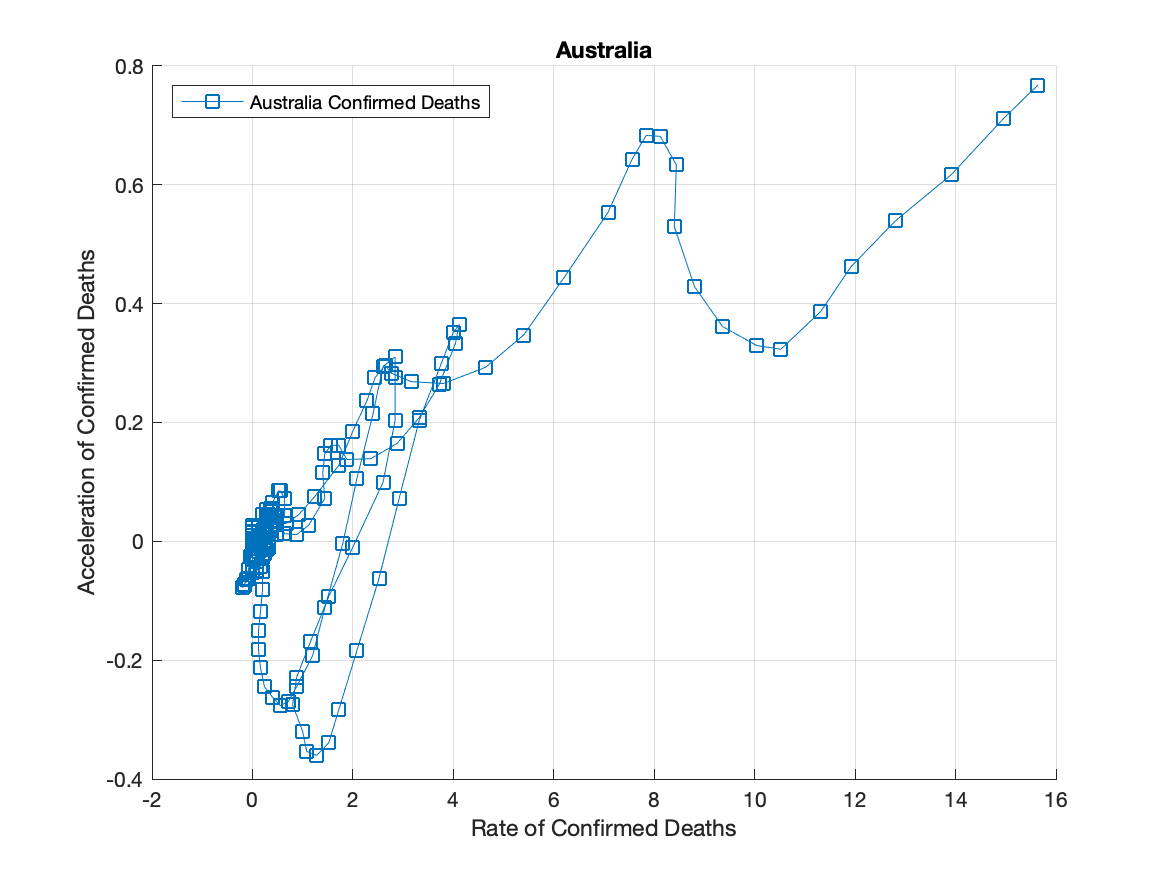 Australia
0.8
Australia Confirmed Deaths
0.6
0.4
0.2
0
-0.2
-0.4
Acceleration of Confirmed Deaths
-2 0 2 4 6 8 10 12 14 16
Rate of Confirmed Deaths